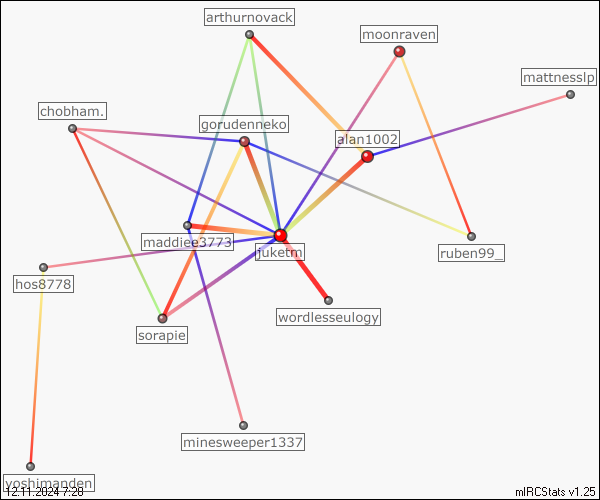 arthurnovack
moonraven
mattnesslp
chobham.
gorudenneko
alan1002
maddiee3773
juketm
ruben99_
hos8778
wordlesseulogy
sorapie
minesweeper1337
yoshimanden
12.11.2024 7:28
mIRCStats v1.25